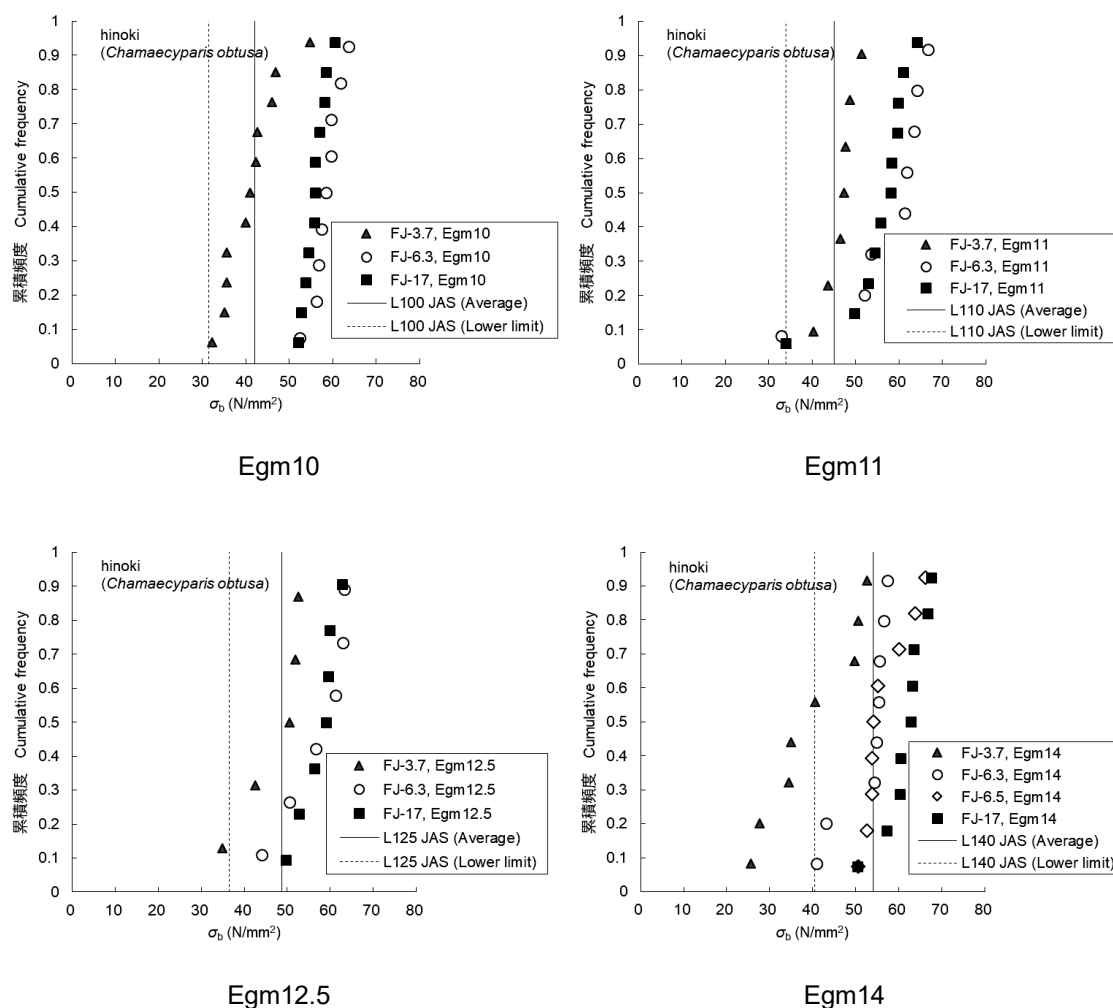 hinoki
(Chamaecyparis obtusa)
累積頻度 Cumulative frequency
1
0.9
0.8
0.7
0.6
0.5
0.4
0.3
0.2
0.1
0
0 10 20 30 40 50 60 70 80
σb (N/mm²)
FJ-3.7, Egm10
FJ-6.3, Egm10
FJ-17, Egm10
L100 JAS (Average)
L100 JAS (Lower limit)
Egm10
hinoki
(Chamaecyparis obtusa)
累積頻度 Cumulative frequency
1
0.9
0.8
0.7
0.6
0.5
0.4
0.3
0.2
0.1
0
0 10 20 30 40 50 60 70 80
σb (N/mm²)
FJ-3.7, Egm11
FJ-6.3, Egm11
FJ-17, Egm11
L110 JAS (Average)
L110 JAS (Lower limit)
Egm11
hinoki
(Chamaecyparis obtusa)
累積頻度 Cumulative frequency
1
0.9
0.8
0.7
0.6
0.5
0.4
0.3
0.2
0.1
0
0 10 20 30 40 50 60 70 80
σb (N/mm²)
FJ-3.7, Egm12.5
FJ-6.3, Egm12.5
FJ-17, Egm12.5
L125 JAS (Average)
L125 JAS (Lower limit)
Egm12.5
hinoki
(Chamaecyparis obtusa)
累積頻度 Cumulative frequency
1
0.9
0.8
0.7
0.6
0.5
0.4
0.3
0.2
0.1
0
0 10 20 30 40 50 60 70 80
σb (N/mm²)
FJ-3.7, Egm14
FJ-6.3, Egm14
FJ-6.5, Egm14
FJ-17, Egm14
L140 JAS (Average)
L140 JAS (Lower limit)
Egm14